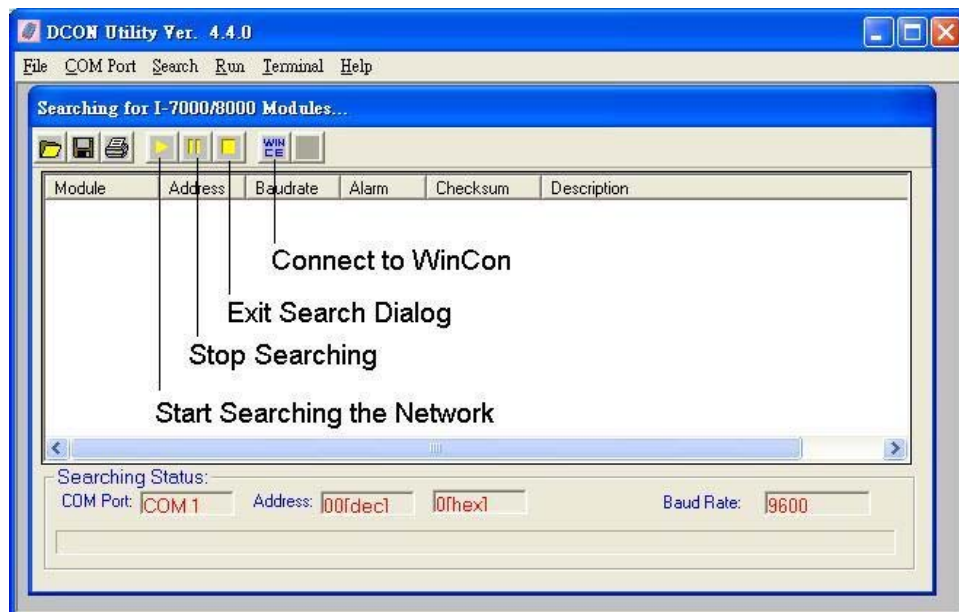 DCON Utility Ver. 4.4.0
File COM Port Search Run Terminal Help
Searching for I-7000/8000 Modules...
WIN CE
Module Address Baudrate Alarm Checksum Description
Connect to WinCon
Exit Search Dialog
Stop Searching
Start Searching the Network
Searching Status:
COM Port: COM 1 Address: 00[dec] 0[hex] Baud Rate: 9600